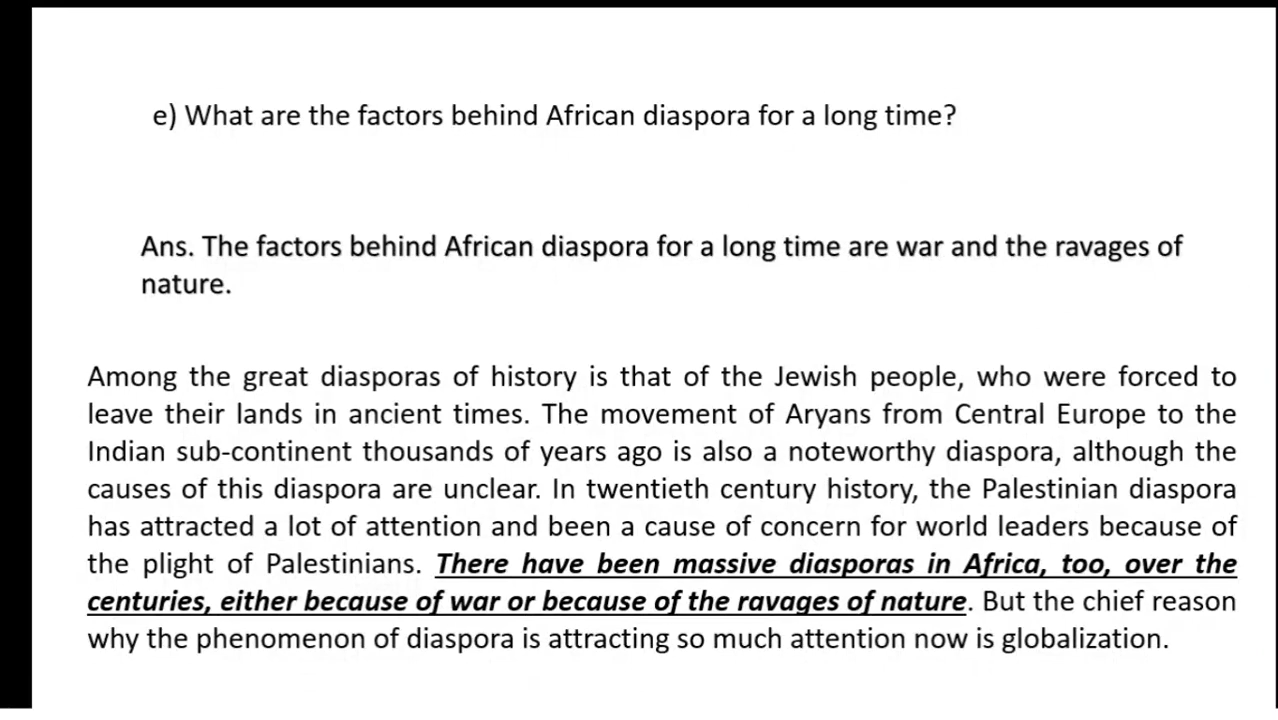 e) What are the factors behind African diaspora for a long time?
Ans. The factors behind African diaspora for a long time are war and the ravages of
nature.
Among the great diasporas of history is that of the Jewish people, who were forced to
leave their lands in ancient times. The movement of Aryans from Central Europe to the
Indian sub-continent thousands of years ago is also a noteworthy diaspora, although the
causes of this diaspora are unclear. In twentieth century history, the Palestinian diaspora
has attracted a lot of attention and been a cause of concern for world leaders because of
the plight of Palestinians. There have been massive diasporas in Africa, too, over the
centuries, either because of war or because of the ravages of nature. But the chief reason
why the phenomenon of diaspora is attracting so much attention now is globalization.